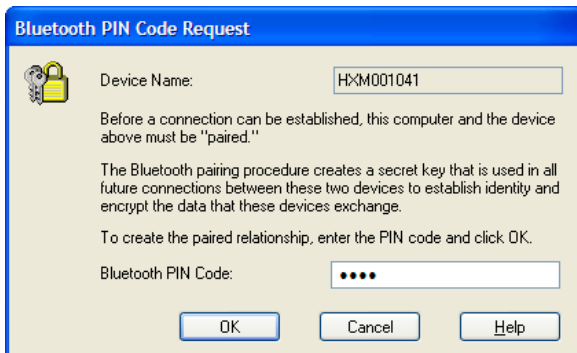 Bluetooth PIN Code Request
Device Name: HXM001041
Before a connection can be established, this computer and the device
above must be "paired."
The Bluetooth pairing procedure creates a secret key that is used in all
future connections between these two devices to establish identity and
encrypt the data that these devices exchange.
To create the paired relationship, enter the PIN code and click OK.
Bluetooth PIN Code: ••••
OK Cancel Help